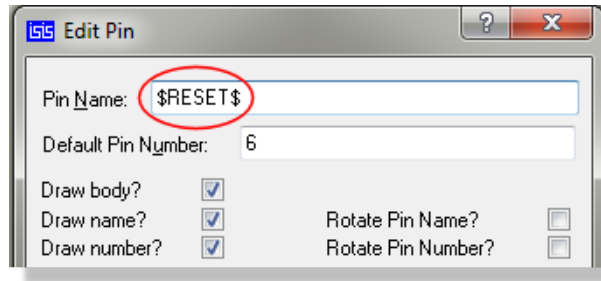 isis Edit Pin ? X
Pin Name: $RESET$
Default Pin Number: 6
Draw body?
Draw name? Rotate Pin Name?
Draw number? Rotate Pin Number?